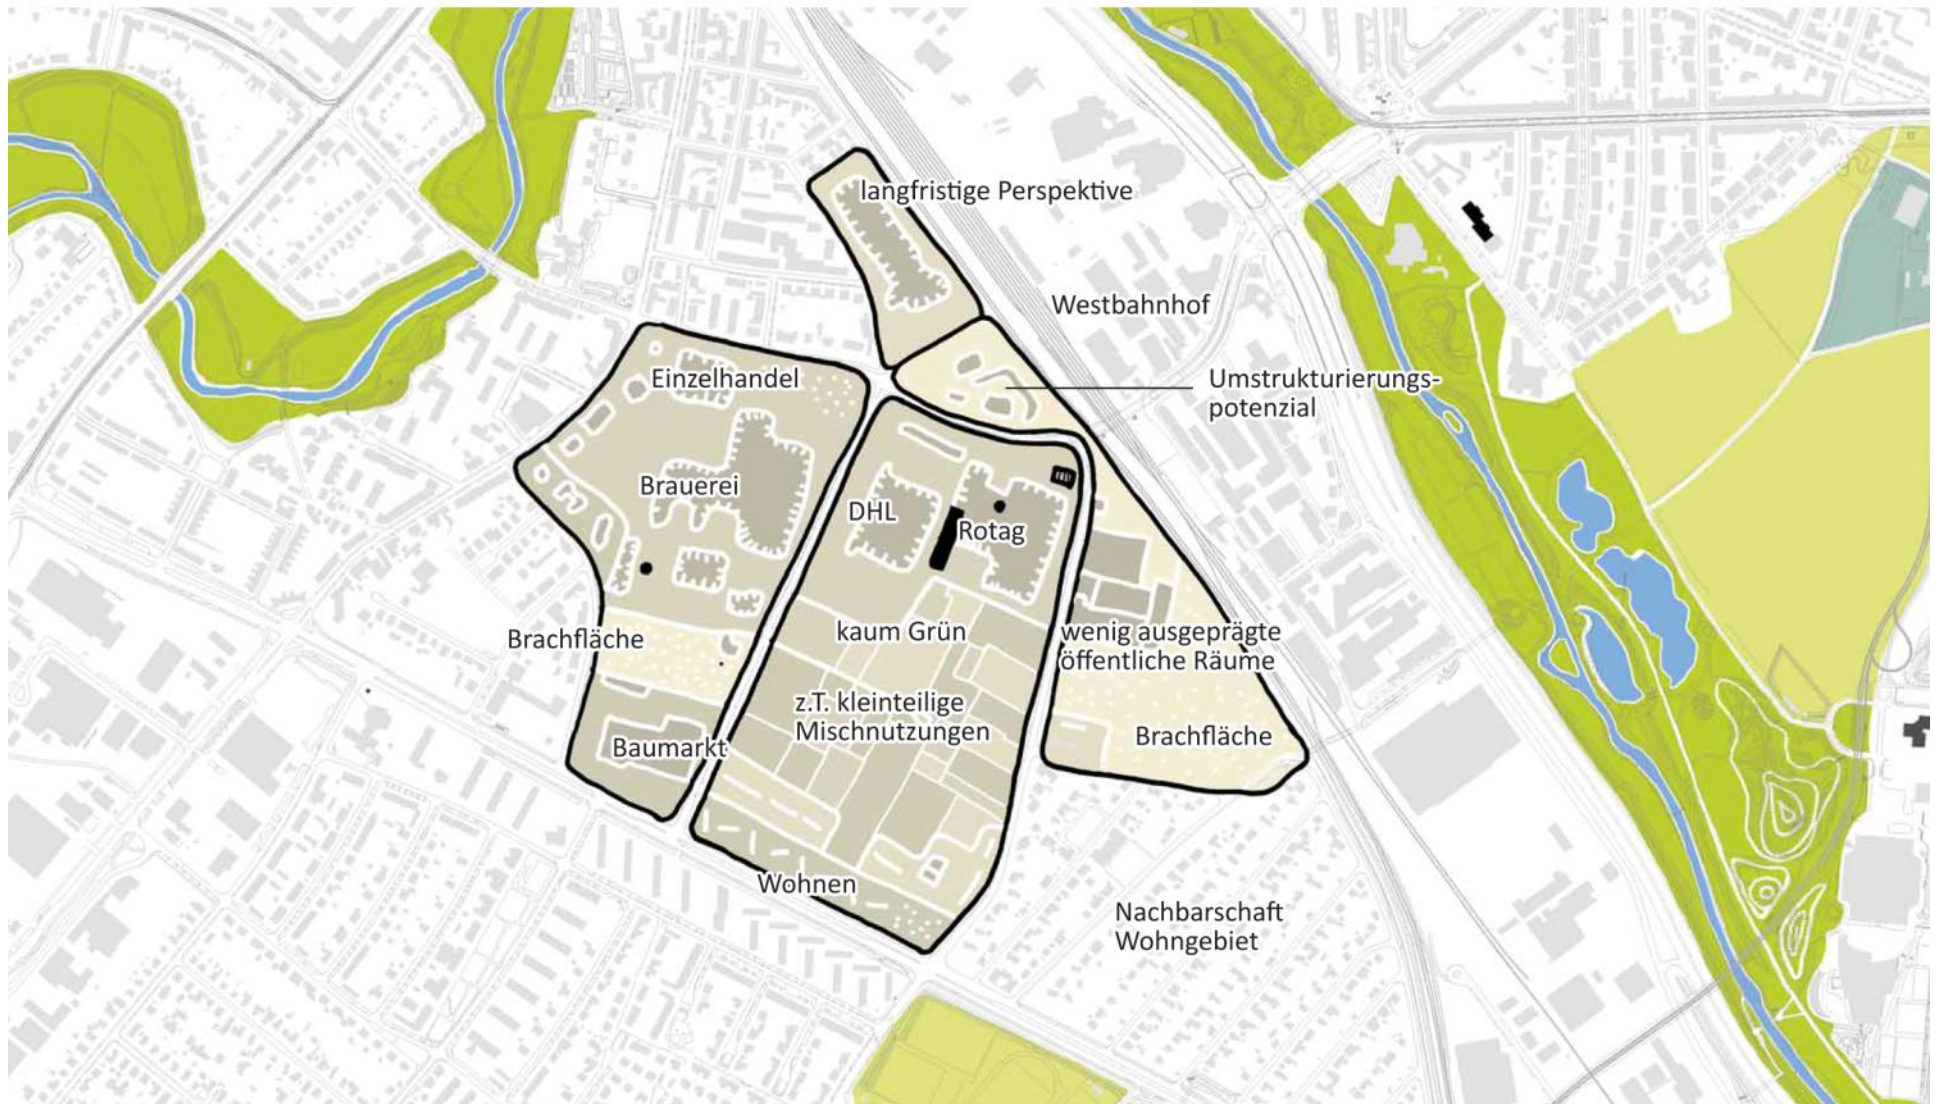 langfristige Perspektive
Westbahnhof
Einzelhandel
Umstrukturierungs-
potenzial
Brauerei
DHL
Rotag
Brachfläche
kaum Grün
wenig ausgeprägte
öffentliche Räume
z.T. kleinteilige
Mischnutzungen
Baumarkt
Brachfläche
Wohnen
Nachbarschaft
Wohngebiet